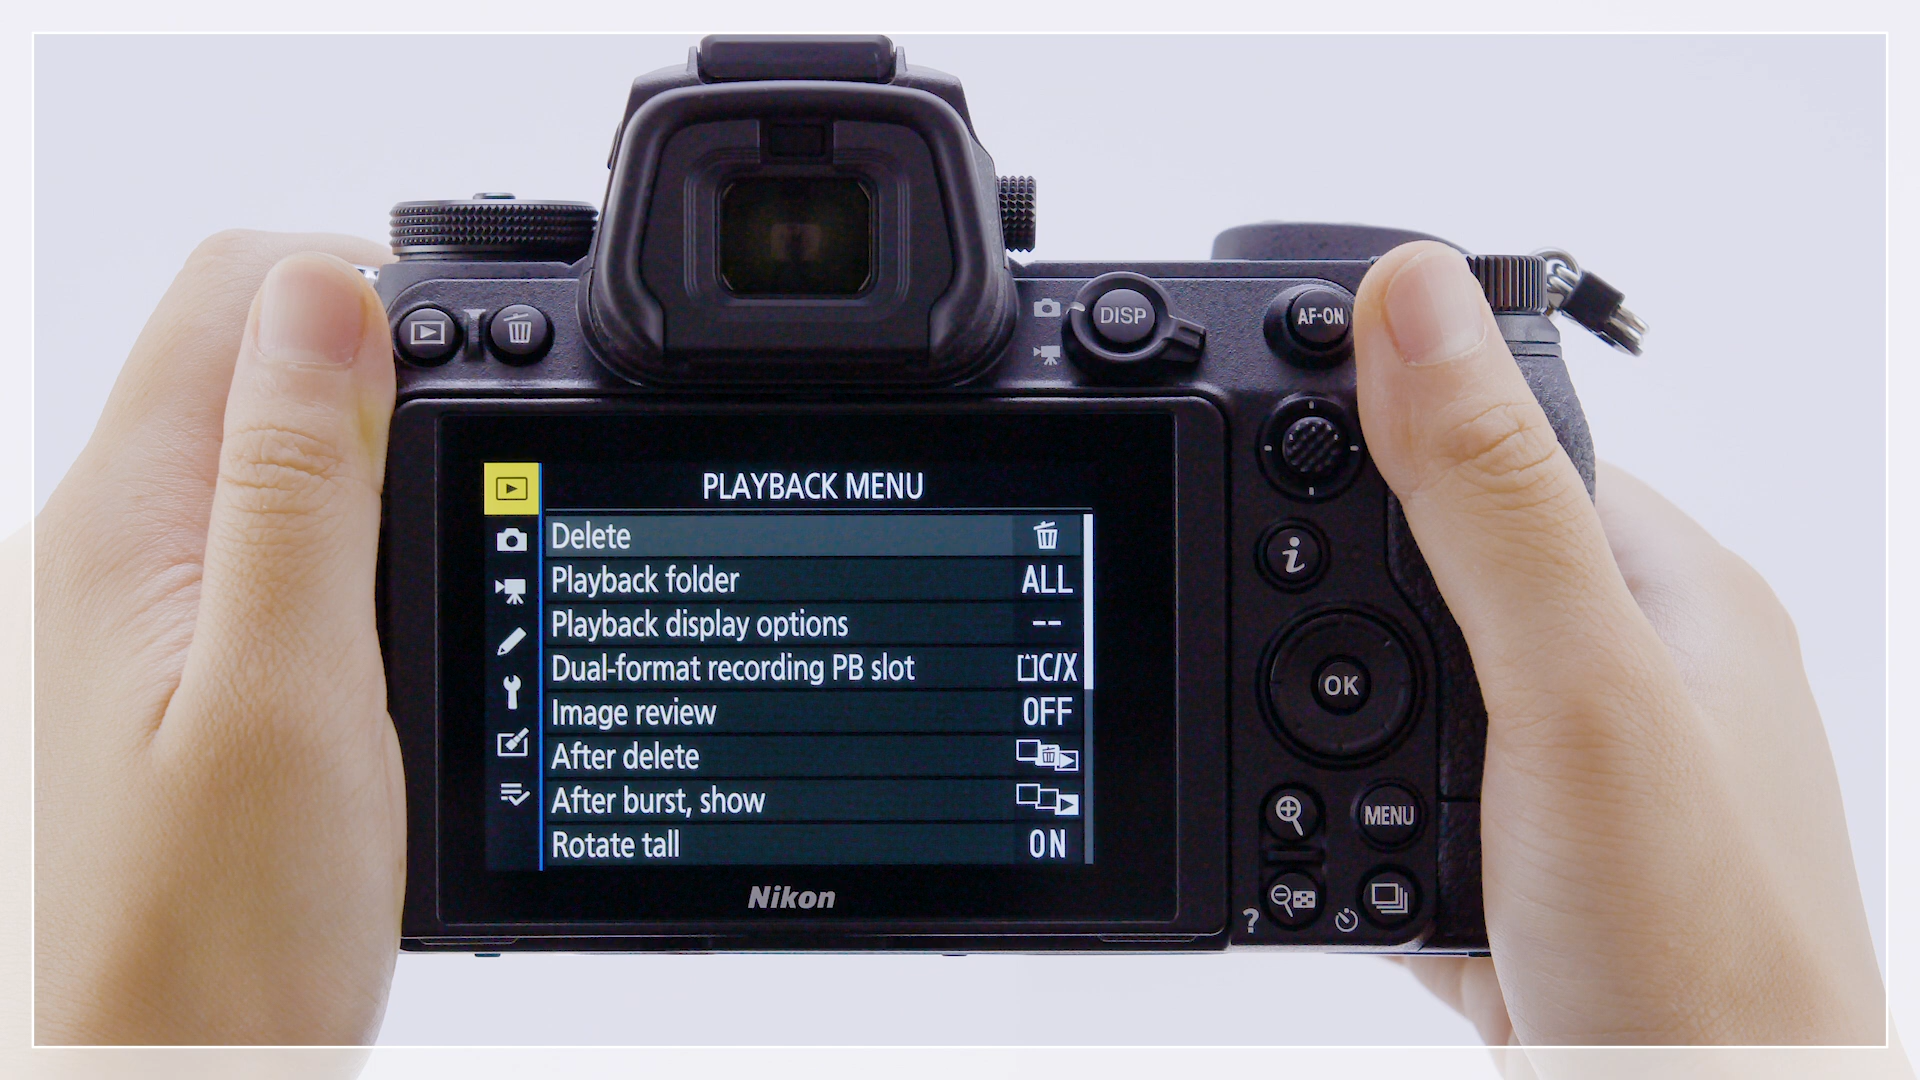 DISP
AF-ON
PLAYBACK MENU
Delete
Playback folder ALL
Playback display options --
Dual-format recording PB slot C/X
Image review OFF
After delete
After burst, show
Rotate tall ON
Nikon
i
OK
MENU
?